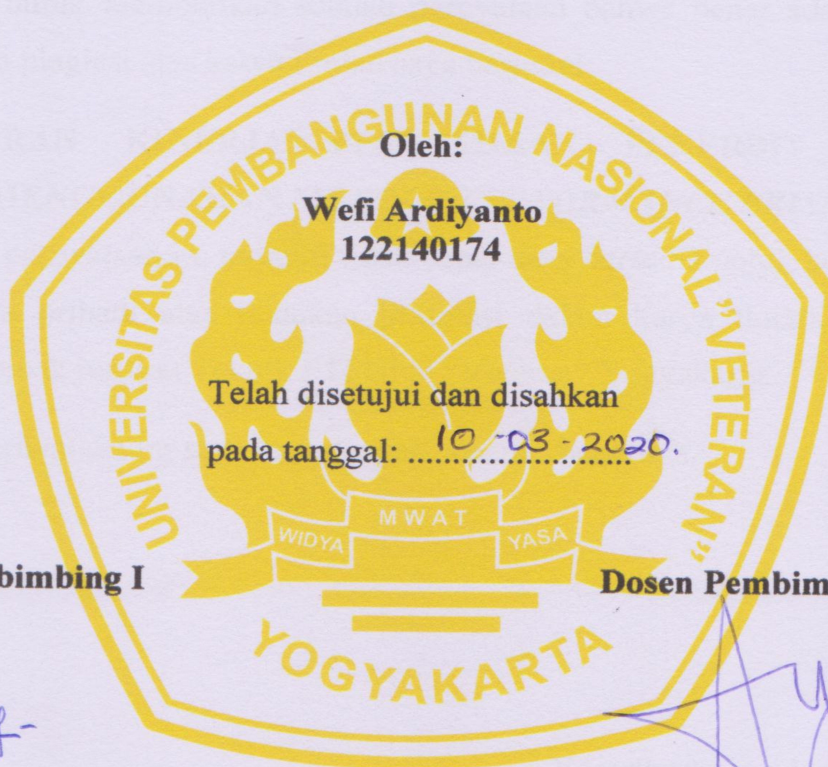 UNIVERSITAS PEMBANGUNAN NASIONAL "VETERAN"
Oleh:
Wefi Ardiyanto
122140174
Telah disetujui dan disahkan
pada tanggal: 10-03-2020.
WIDYA MWAT YASA
bimbing I Dosen Pembim
YOGYAKARTA